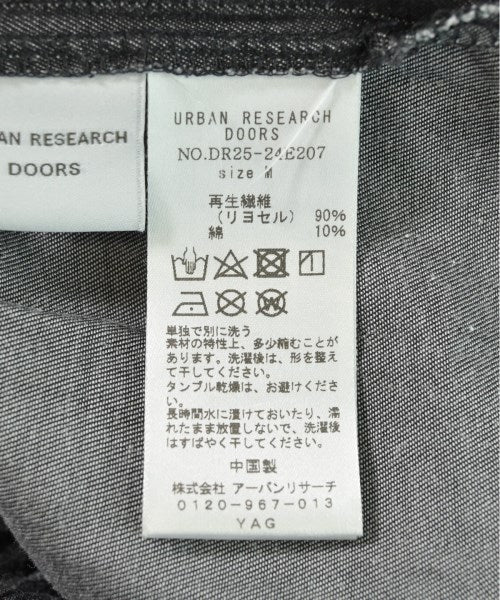 URBAN RESEARCH
DOORS
URBAN RESEARCH
DOORS
NO.DR25-24E207
size M
再生繊維
（リヨセル） 90%
綿 10%
単独で別に洗う
素材の特性上、多少縮むことが
あります。洗濯後は、形を整え
て干してください。
タンブル乾燥は、お避けくださ
い。
長時間水に漬けておいたり、濡
れたまま放置しないで、洗濯後
はすばやく干してください。
中国製
株式会社 アーバンリサーチ
0120-967-013
YAG